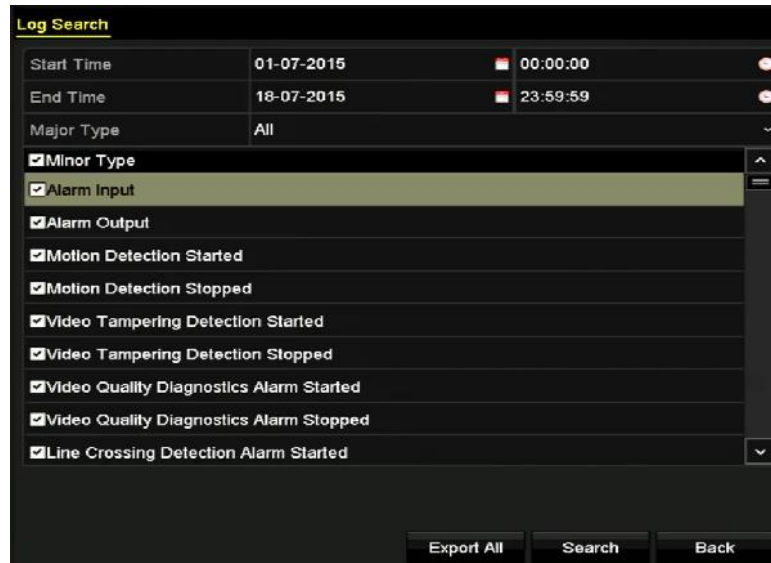 Log Search
Start Time 01-07-2015 00:00:00
End Time 18-07-2015 23:59:59
Major Type All
Minor Type
Alarm Input
Alarm Output
Motion Detection Started
Motion Detection Stopped
Video Tampering Detection Started
Video Tampering Detection Stopped
Video Quality Diagnostics Alarm Started
Video Quality Diagnostics Alarm Stopped
Line Crossing Detection Alarm Started
Export All Search Back